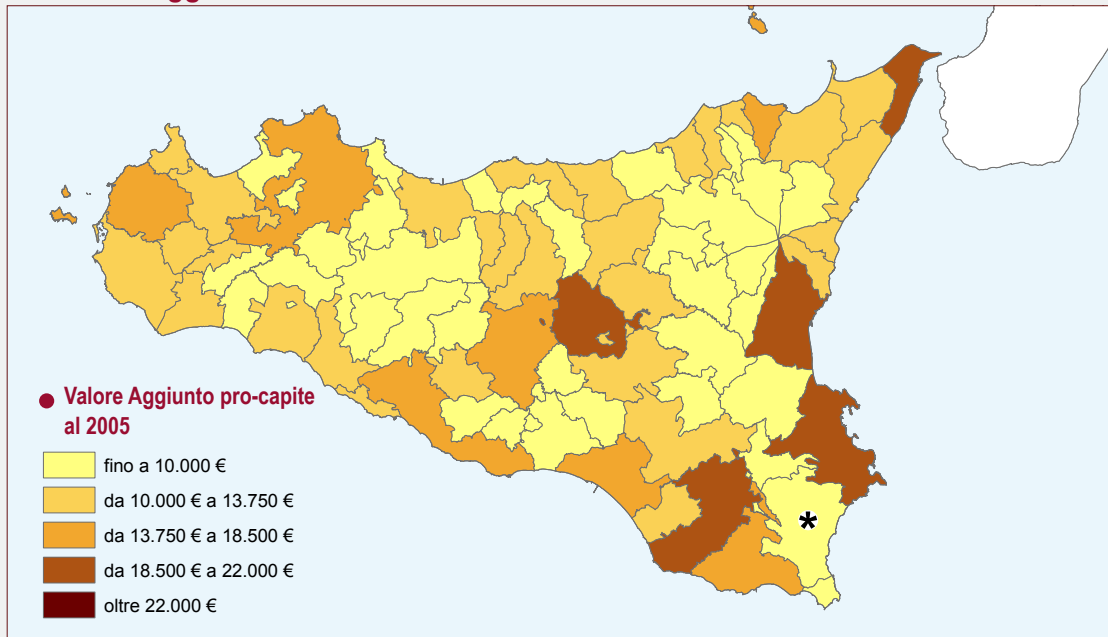 Valore Aggiunto pro-capite
al 2005
fino a 10.000 €
da 10.000 € a 13.750 €
da 13.750 € a 18.500 €
da 18.500 € a 22.000 €
oltre 22.000 €
*